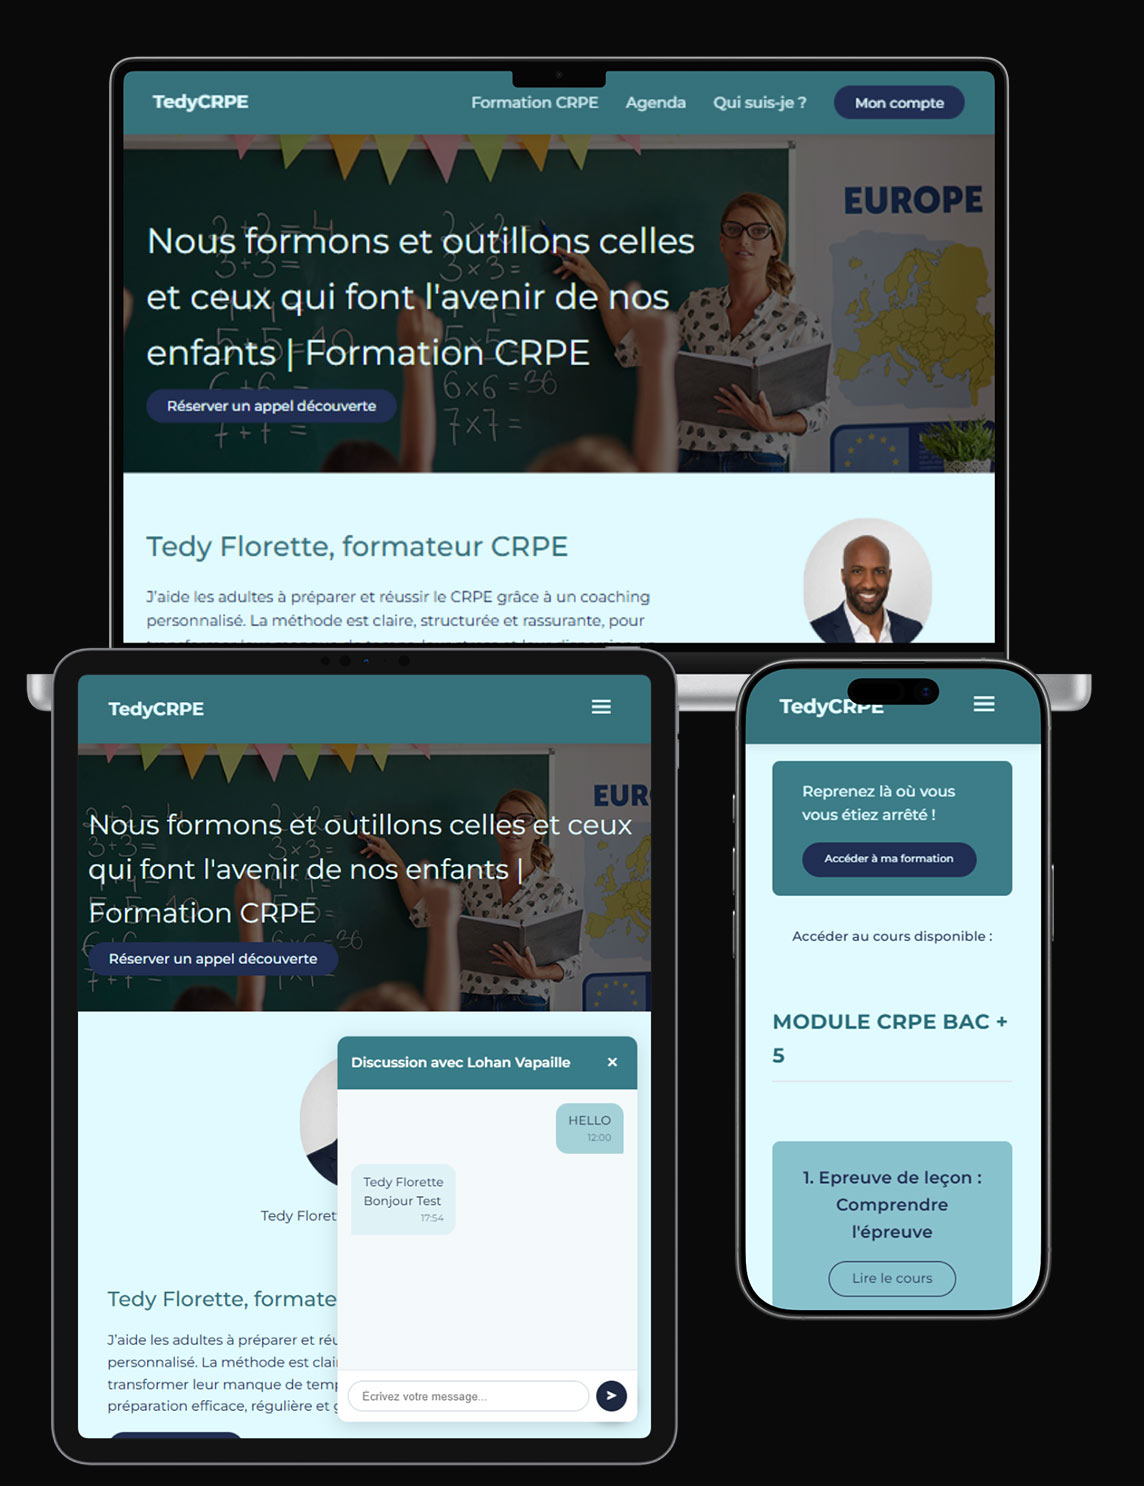 TedyCRPE
Formation CRPE
Agenda
Qui suis-je ?
Mon compte
EUROPE
Nous formons et outillons celles
et ceux qui font l'avenir de nos
enfants | Formation CRPE
6×6 = 36
7×7 =
Réserver un appel découverte
Tedy Florette, formateur CRPE
J'aide les adultes à préparer et réussir le CRPE grâce à un coaching
personnalisé. La méthode est claire, structurée et rassurante, pour
TedyCRPE
EUR
Nous formons et outillons celles et ceux
qui font l'avenir de nos enfants |
Formation CRPE
Réserver un appel découverte
Discussion avec Lohan Vapaille
HELLO
12:00
Tedy Florette
Bonjour Test
17:54
Tedy Floret
Tedy Florette, formate
J'aide les adultes à préparer et réu
personnalisé. La méthode est clai
transformer leur manque de temp
préparation efficace, régulière et g
Écrivez votre message...
TedyCRPE
Reprenez là où vous
vous étiez arrêté !
Accéder à ma formation
Accéder au cours disponible :
MODULE CRPE BAC +
5
1. Epreuve de leçon :
Comprendre
l'épreuve
Lire le cours